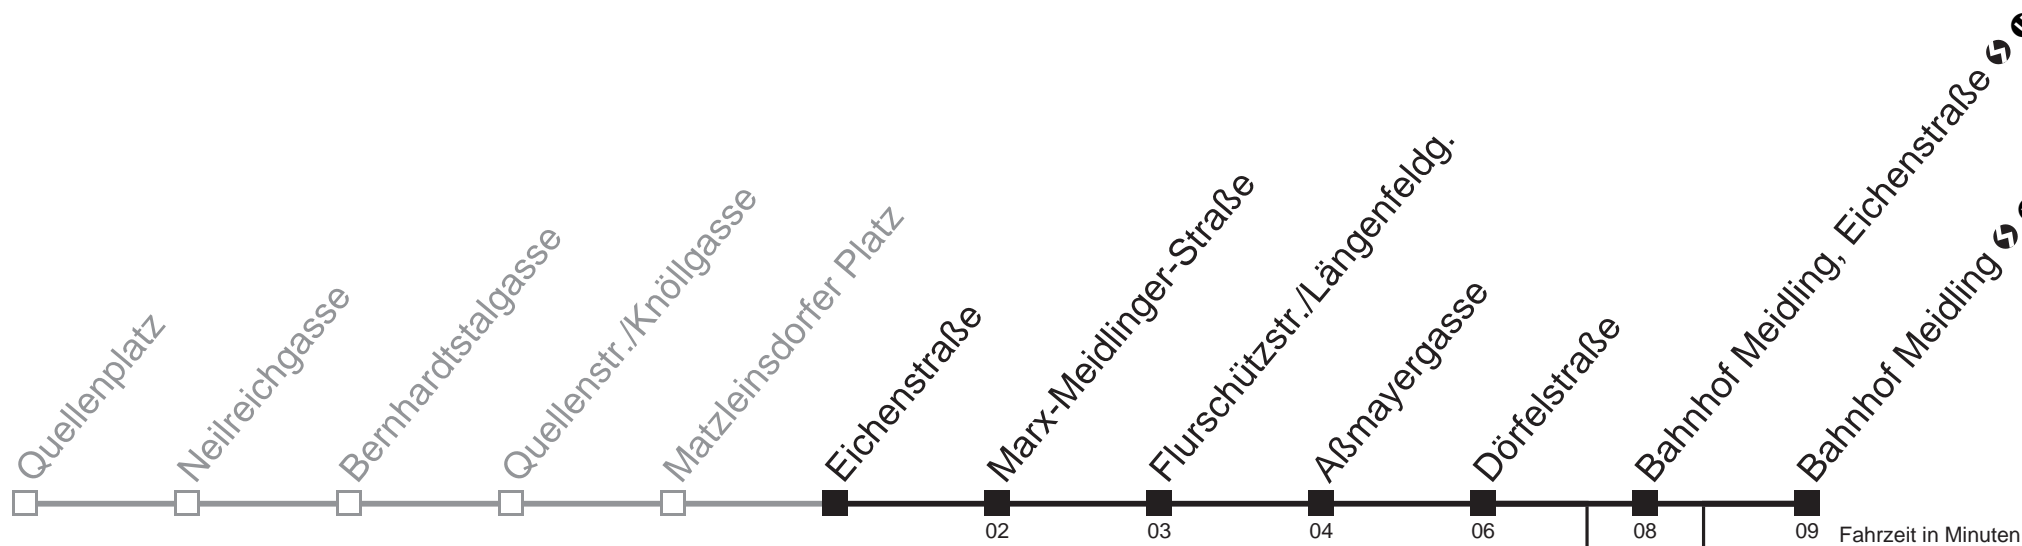 Quellenplatz
Neilreichgasse
Bernhardtstalgasse
Quellenstr./Knöllgasse
Matzleinsdorfer Platz
Eichenstraße
Marx-Meidlinger-Straße
Flurschützstr./Längenfeldg.
Aßmayergasse
Dörfelstraße
Bahnhof Meidling, Eichenstraße
Bahnhof Meidling
02 03 04 06 08 09 Fahrzeit in Minuten